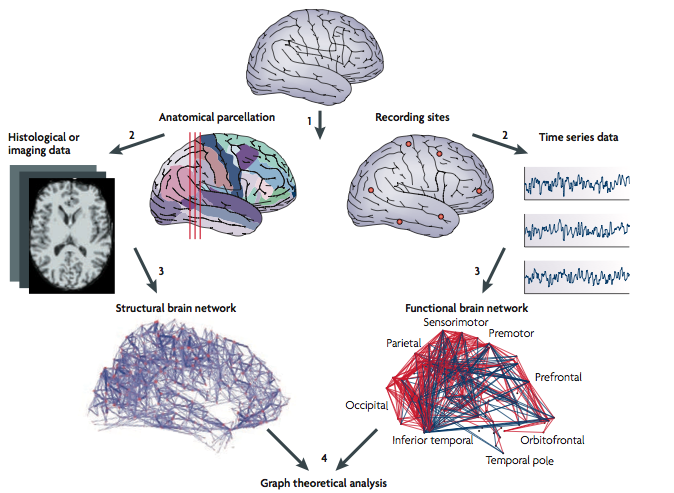 1
Anatomical parcellation
Recording sites
Histological or
imaging data
2
2
Time series data
3
3
Structural brain network
Functional brain network
Sensorimotor
Premotor
Parietal
Prefrontal
Occipital
Inferior temporal
Orbitofrontal
Temporal pole
4
Graph theoretical analysis